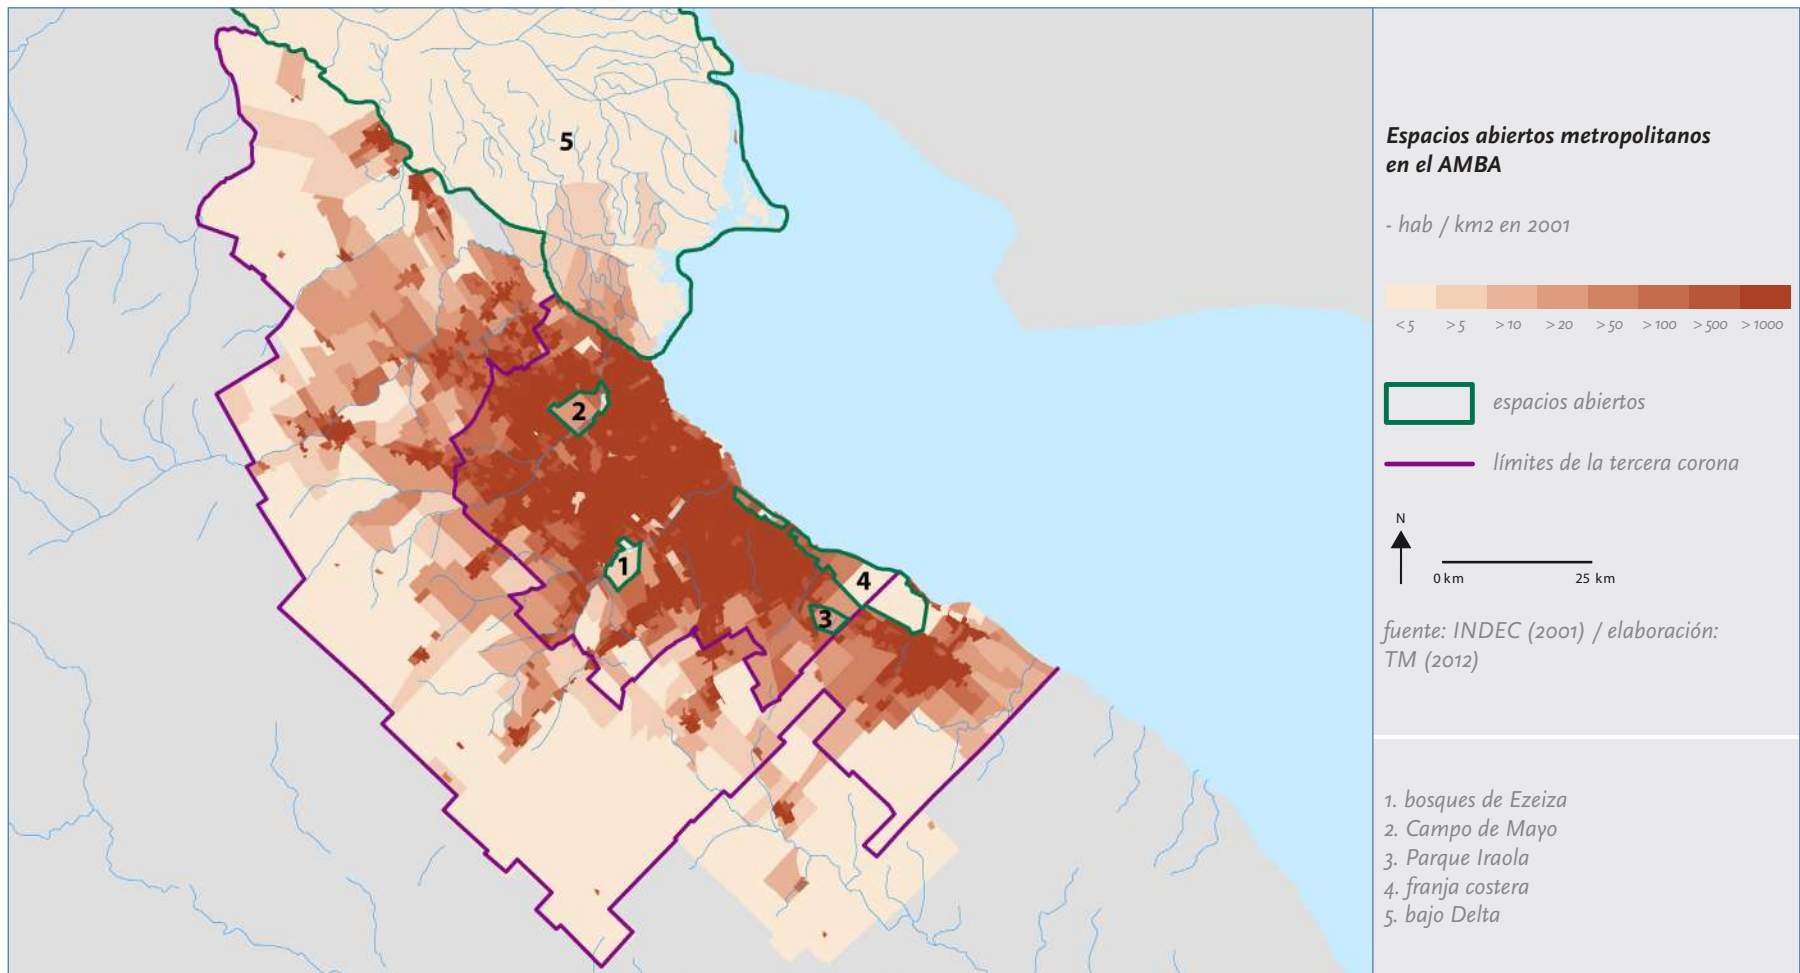 5
2
1
4
3
Espacios abiertos metropolitanos
en el AMBA
- hab / km2 en 2001
< 5 > 5 > 10 > 20 > 50 > 100 > 500 > 1000
espacios abiertos
límites de la tercera corona
N
0 km 25 km
fuente: INDEC (2001) / elaboración:
TM (2012)
1. bosques de Ezeiza
2. Campo de Mayo
3. Parque Iraola
4. franja costera
5. bajo Delta